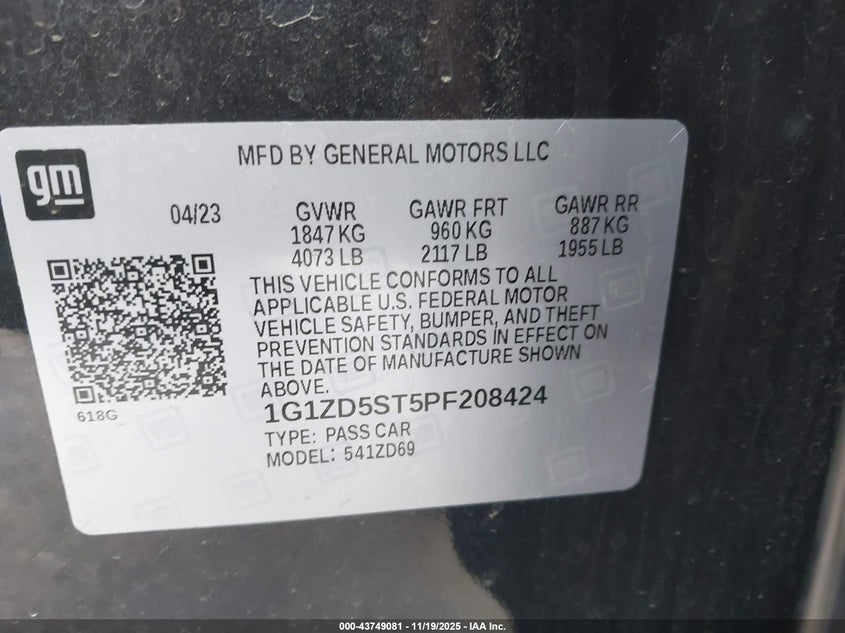 gm
MFD BY GENERAL MOTORS LLC
04/23 GVWR GAWR FRT GAWR RR
1847 KG 960 KG 887 KG
4073 LB 2117 LB 1955 LB
THIS VEHICLE CONFORMS TO ALL
APPLICABLE U.S. FEDERAL MOTOR
VEHICLE SAFETY, BUMPER, AND THEFT
PREVENTION STANDARDS IN EFFECT ON
THE DATE OF MANUFACTURE SHOWN
ABOVE.
618G
1G1ZD5ST5PF208424
TYPE: PASS CAR
MODEL: 541ZD69
000-43749081 - 11/19/2025 - IAA Inc.